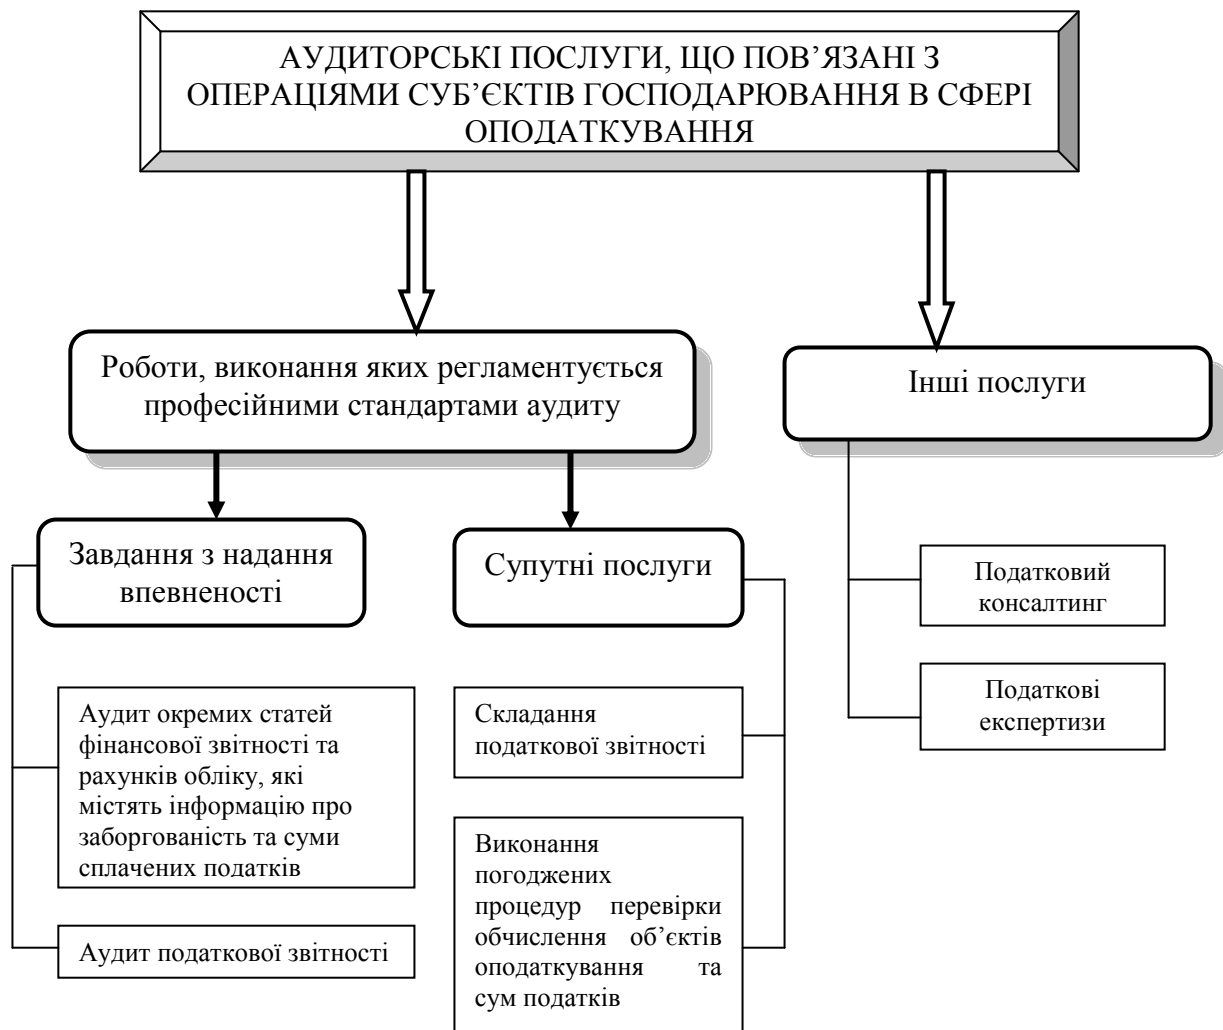 АУДИТОРСЬКІ ПОСЛУГИ, ЩО ПОВ’ЯЗАНІ З
ОПЕРАЦІЯМИ СУБ’ЄКТІВ ГОСПОДАРЮВАННЯ В СФЕРІ
ОПОДАТКУВАННЯ
Роботи, виконання яких регламентується
професійними стандартами аудиту
Інші послуги
Завдання з надання
впевненості
Супутні послуги
Податковий
консалтинг
Податкові
експертизи
Аудит окремих статей
фінансової звітності та
рахунків обліку, які
містять інформацію про
заборгованість та суми
сплачених податків
Аудит податкової звітності
Складання
податкової звітності
Виконання
погоджених
процедур перевірки
обчислення об’єктів
оподаткування та
сум податків